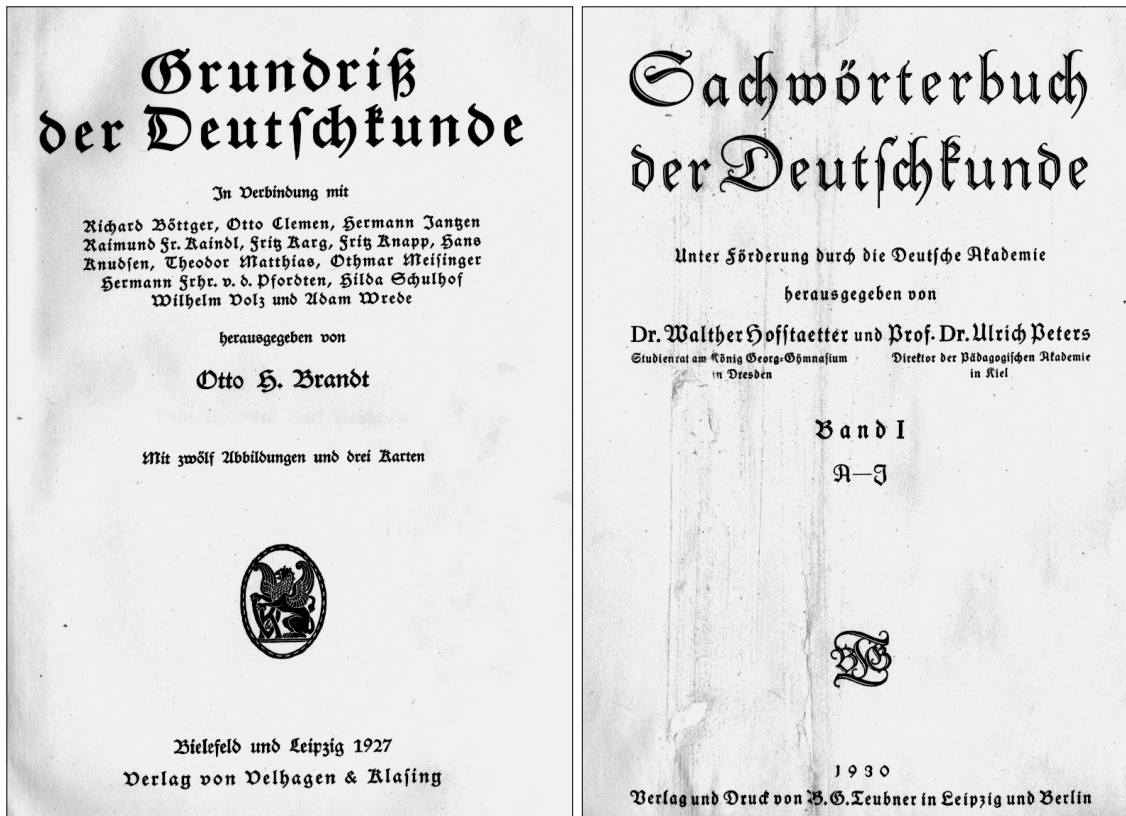 Grundriß
der Deutschkunde
In Verbindung mit
Richard Böttger, Otto Clemen, Hermann Jantzen
Raimund Fr. Kaindl, Fritz Karg, Fritz Knapp, Hans
Knudsen, Theodor Matthias, Othmar Meisinger
Hermann Frhr. v. d. Pfordten, Hilda Schulhof
Wilhelm Volz und Adam Wrede
herausgegeben von
Otto H. Brandt
Mit zwölf Abbildungen und drei Karten
Bielefeld und Leipzig 1927
Verlag von Velhagen & Klasing
Sachwörterbuch
der Deutschkunde
Unter Förderung durch die Deutsche Akademie
herausgegeben von
Dr. Walther Hofstaetter und Prof. Dr. Ulrich Peters
Studienrat am König Georg-Gymnasium Direktor der Pädagogischen Akademie
in Dresden in Kiel
Band I
A—J
BGT
1930
Verlag und Druck von B. G. Teubner in Leipzig und Berlin